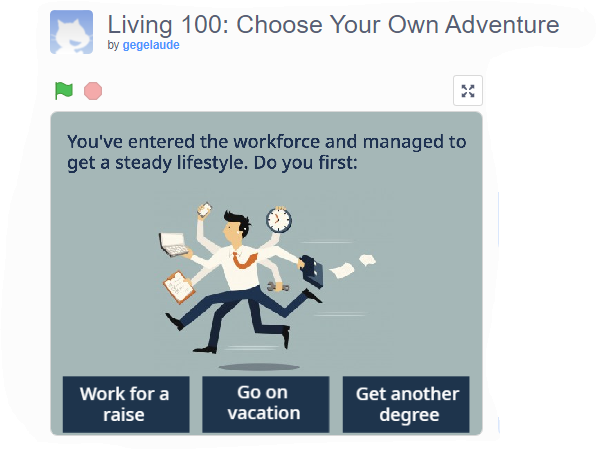 Living 100: Choose Your Own Adventure
by gegelaude
You've entered the workforce and managed to
get a steady lifestyle. Do you first:
Work for a
raise
Go on
vacation
Get another
degree